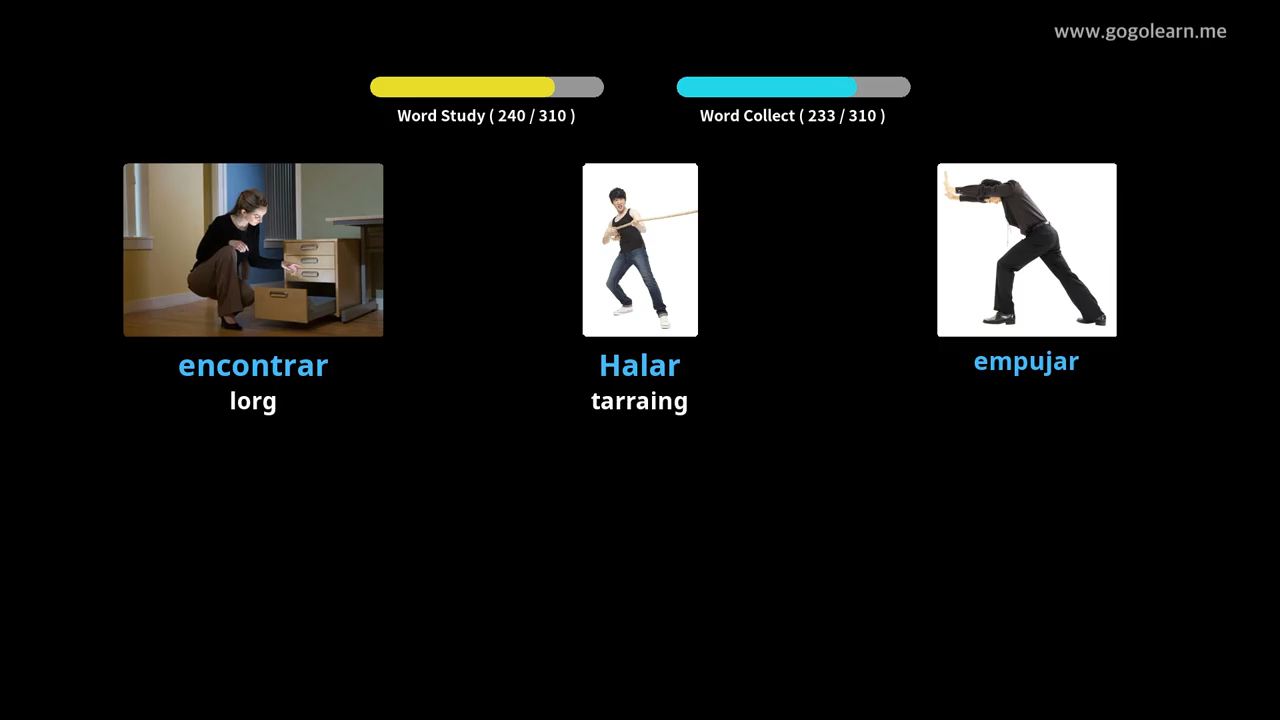 www.gogolearn.me
Word Study ( 240 / 310 )
Word Collect ( 233 / 310 )
encontrar
lorg
Halar
tarraing
empujar